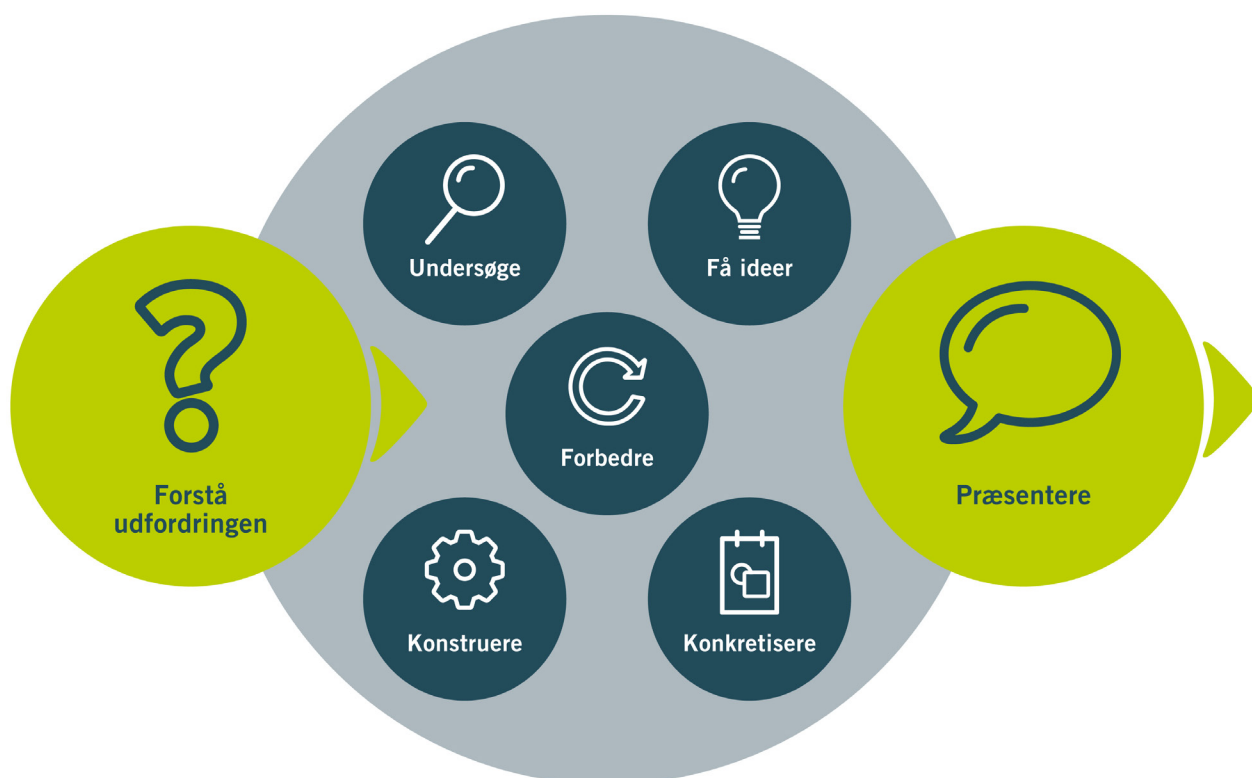 Forstå
udfordringen
Undersøge
Få ideer
Forbedre
Konstruere
Konkretisere
Præsentere